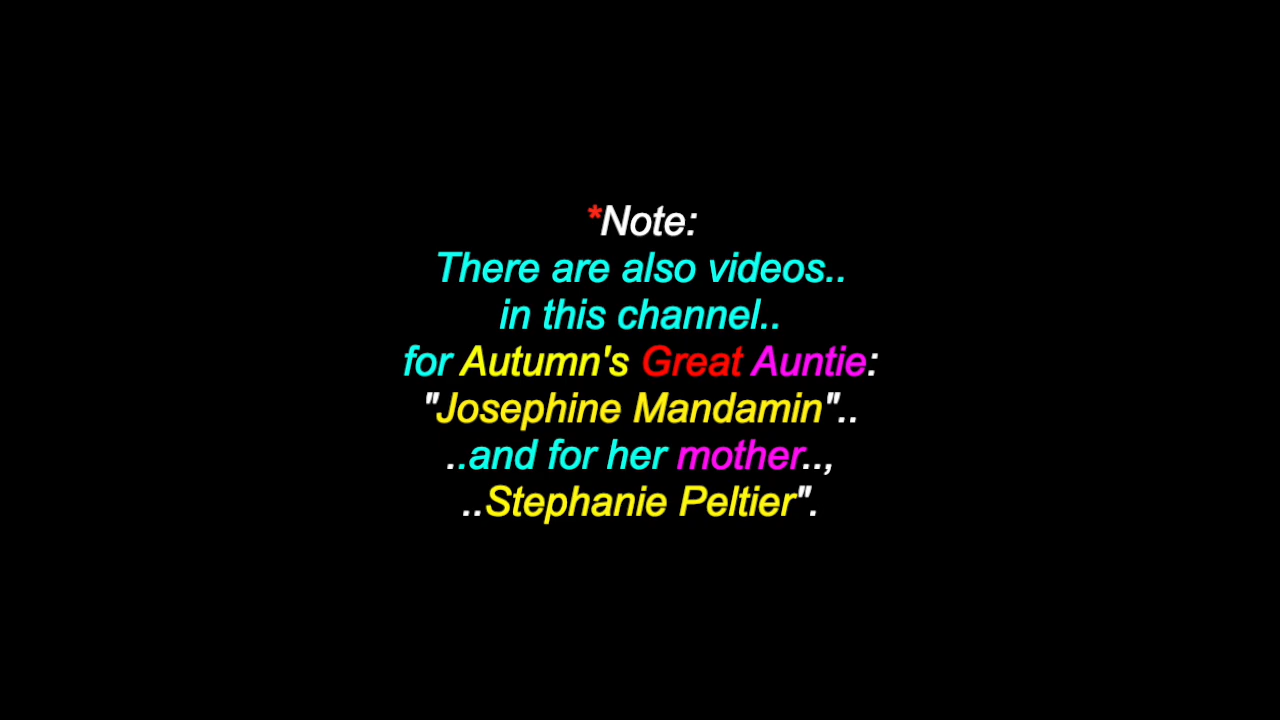 *Note:
There are also videos..
in this channel..
for Autumn's Great Auntie:
"Josephine Mandamin"..
..and for her mother..,
..Stephanie Peltier".